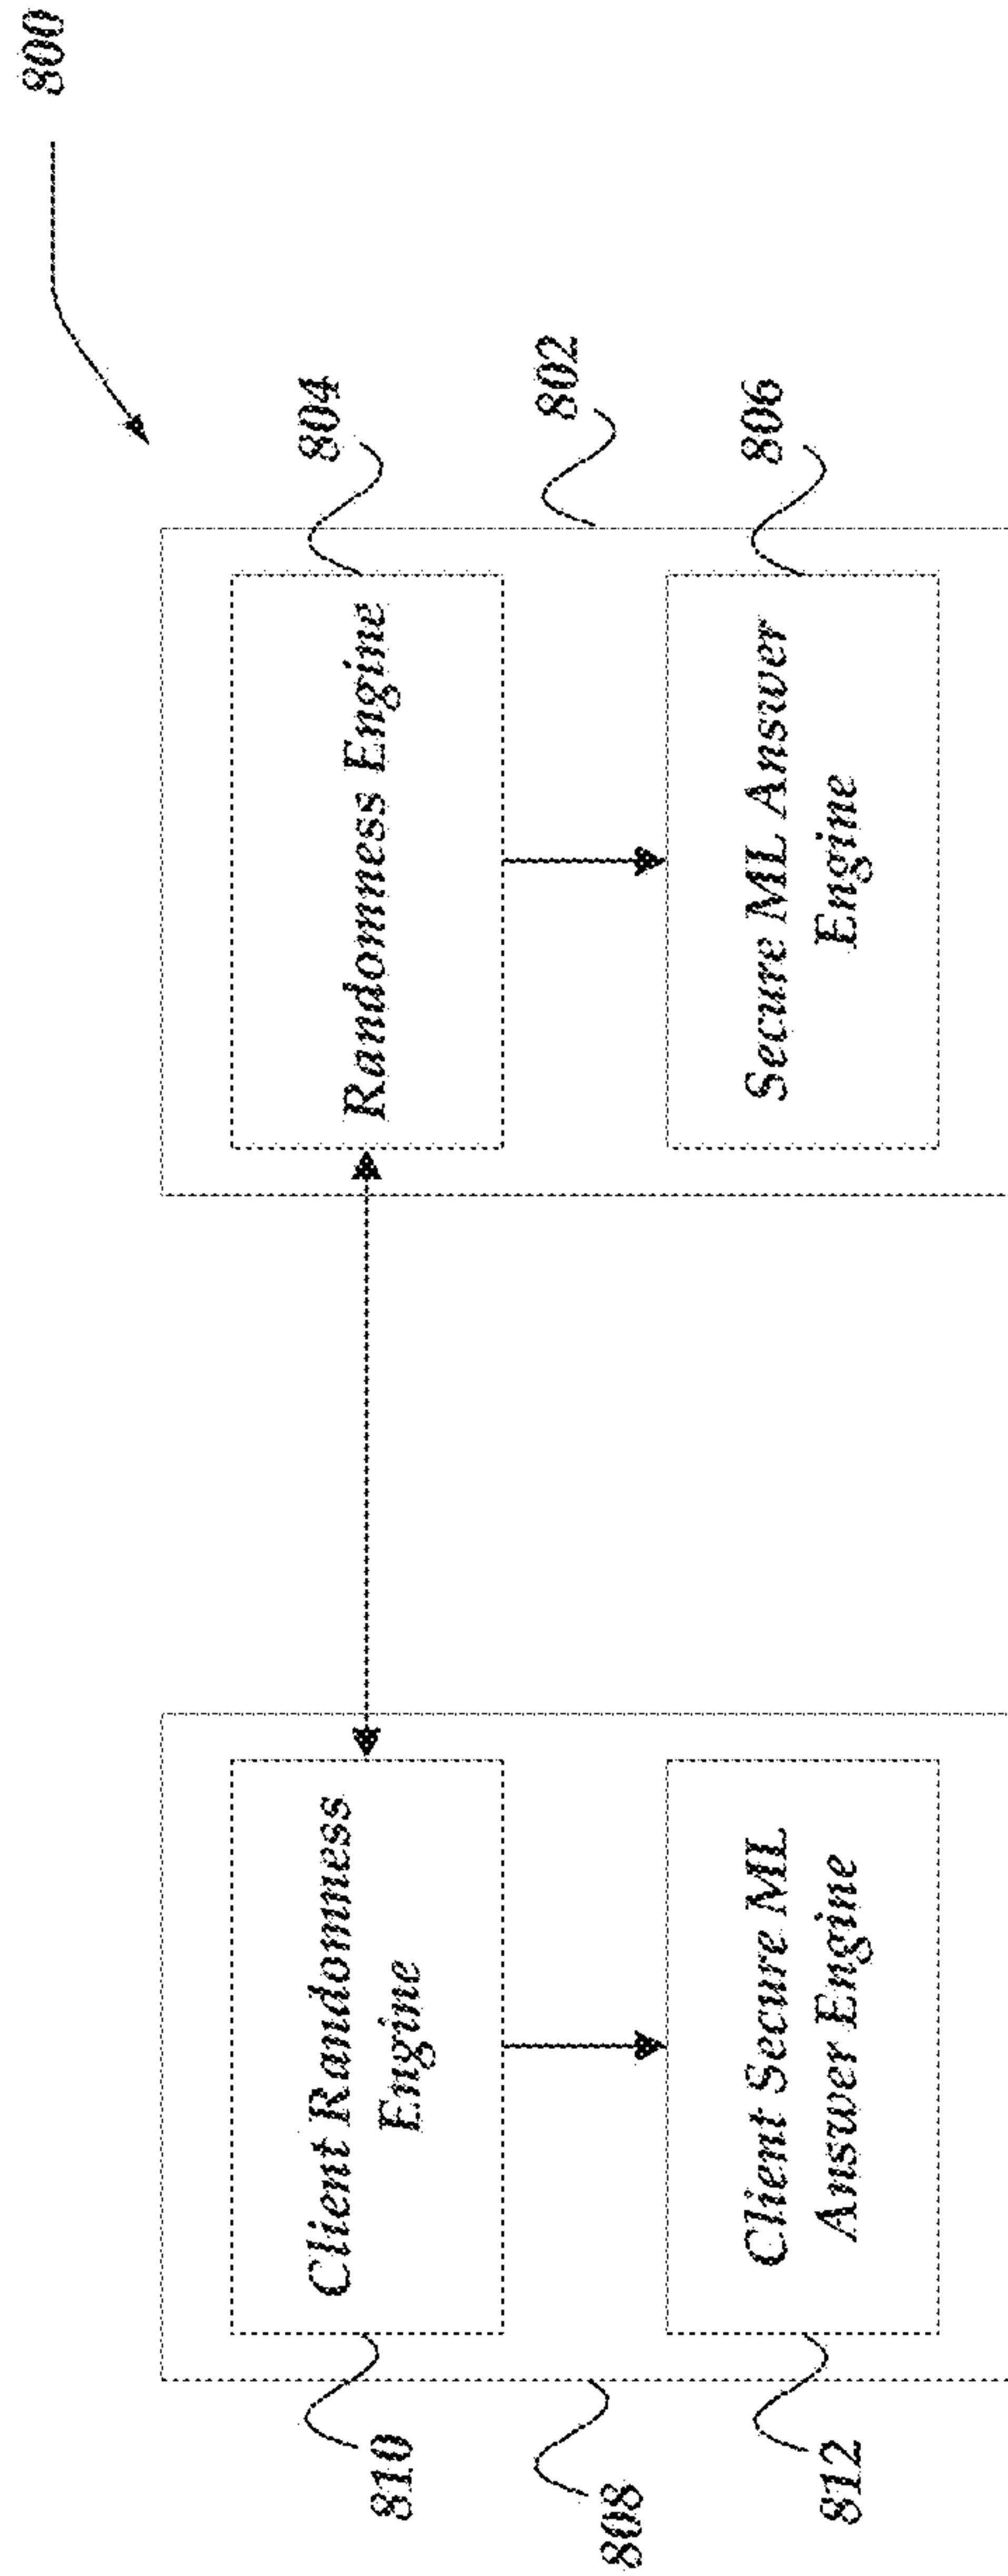 800
804
802
806
Randomness Engine
Secure ML Answer
Engine
Client Randomness
Engine
Client Secure ML
Answer Engine
810
808
812